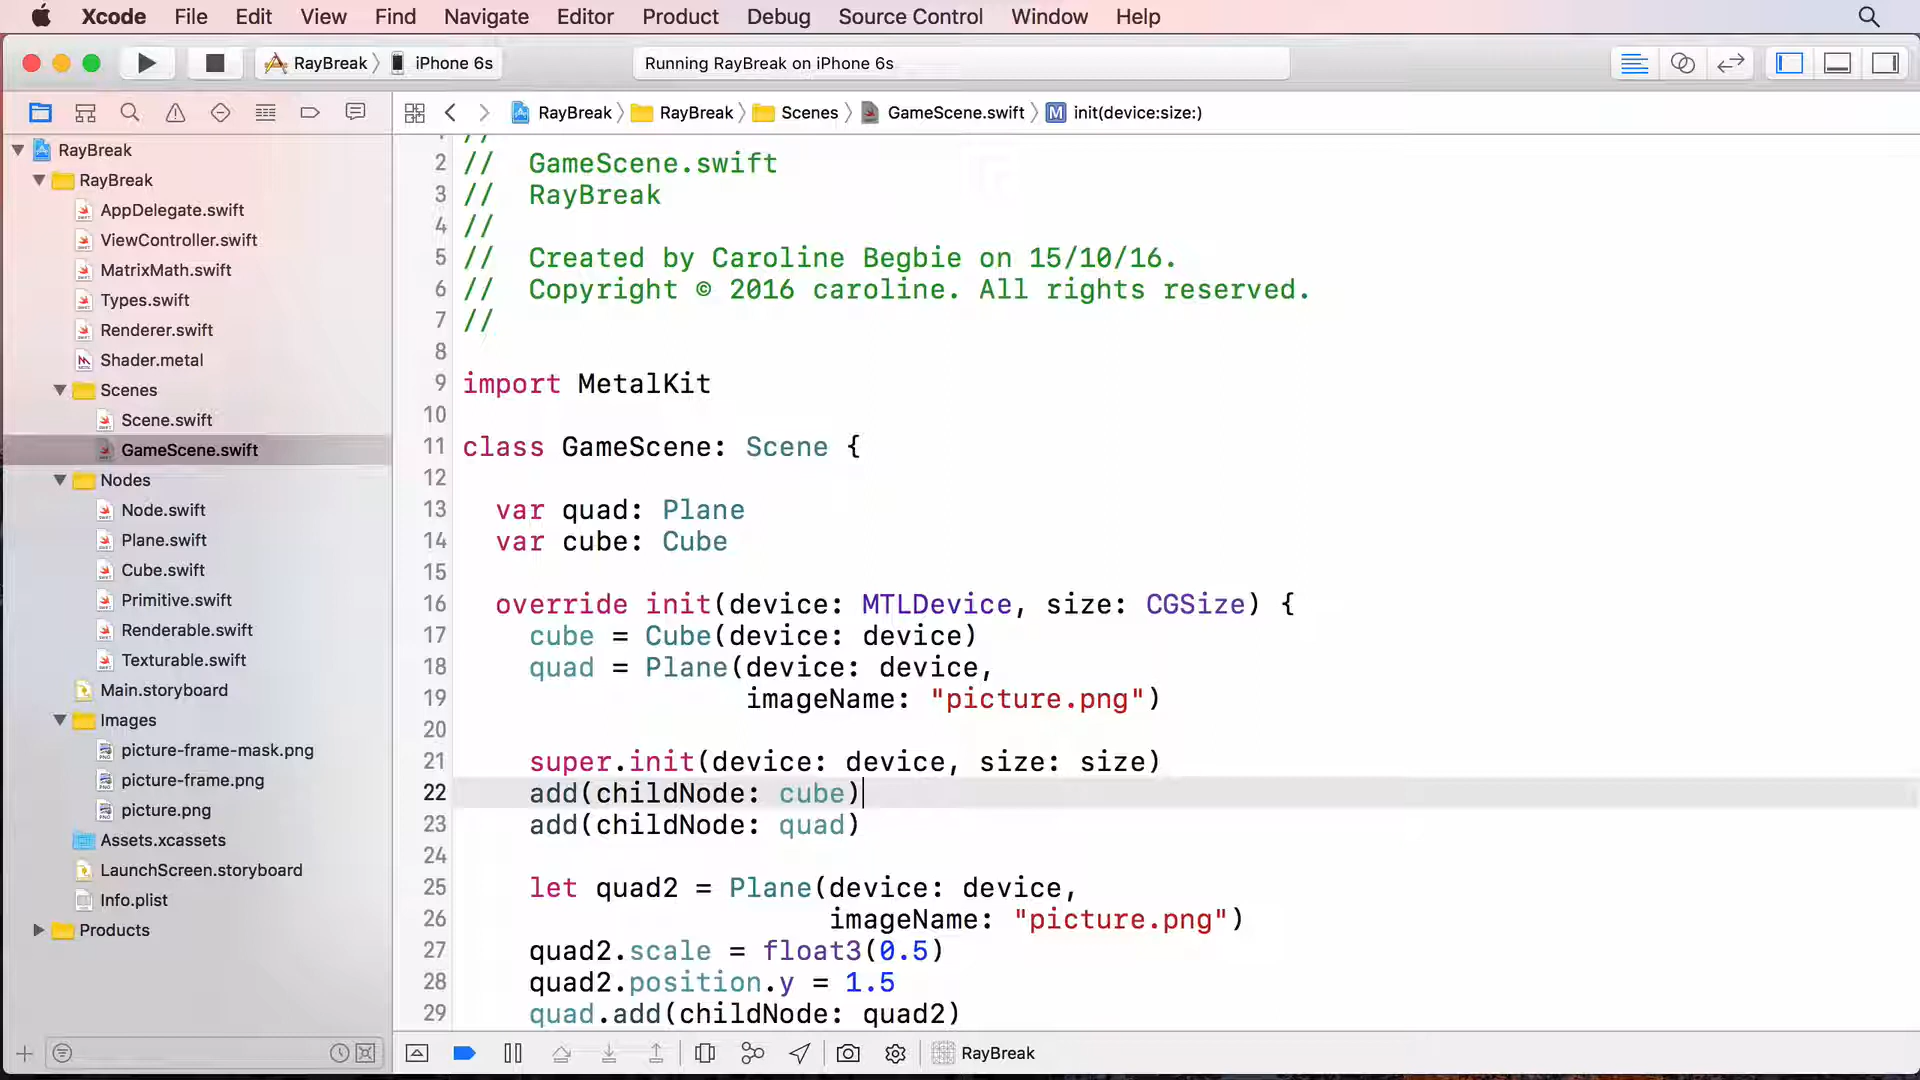 Xcode File Edit View Find Navigate Editor Product Debug Source Control Window Help
RayBreak iPhone 6s Running RayBreak on iPhone 6s
RayBreak RayBreak Scenes GameScene.swift M init(device:size:)
RayBreak
RayBreak
AppDelegate.swift
ViewController.swift
MatrixMath.swift
Types.swift
Renderer.swift
Shader.metal
Scenes
Scene.swift
GameScene.swift
Nodes
Node.swift
Plane.swift
Cube.swift
Primitive.swift
Renderable.swift
Texturable.swift
Main.storyboard
Images
picture-frame-mask.png
picture-frame.png
picture.png
Assets.xcassets
LaunchScreen.storyboard
Info.plist
Products
//
2 // GameScene.swift
3 // RayBreak
4 //
5 // Created by Caroline Begbie on 15/10/16.
6 // Copyright © 2016 caroline. All rights reserved.
7 //
8
9 import MetalKit
10
11 class GameScene: Scene {
12
13 var quad: Plane
14 var cube: Cube
15
16 override init(device: MTLDevice, size: CGSize) {
17 cube = Cube(device: device)
18 quad = Plane(device: device,
19 imageName: "picture.png")
20
21 super.init(device: device, size: size)
22 add(childNode: cube)
23 add(childNode: quad)
24
25 let quad2 = Plane(device: device,
26 imageName: "picture.png")
27 quad2.scale = float3(0.5)
28 quad2.position.y = 1.5
29 quad.add(childNode: quad2)
RayBreak